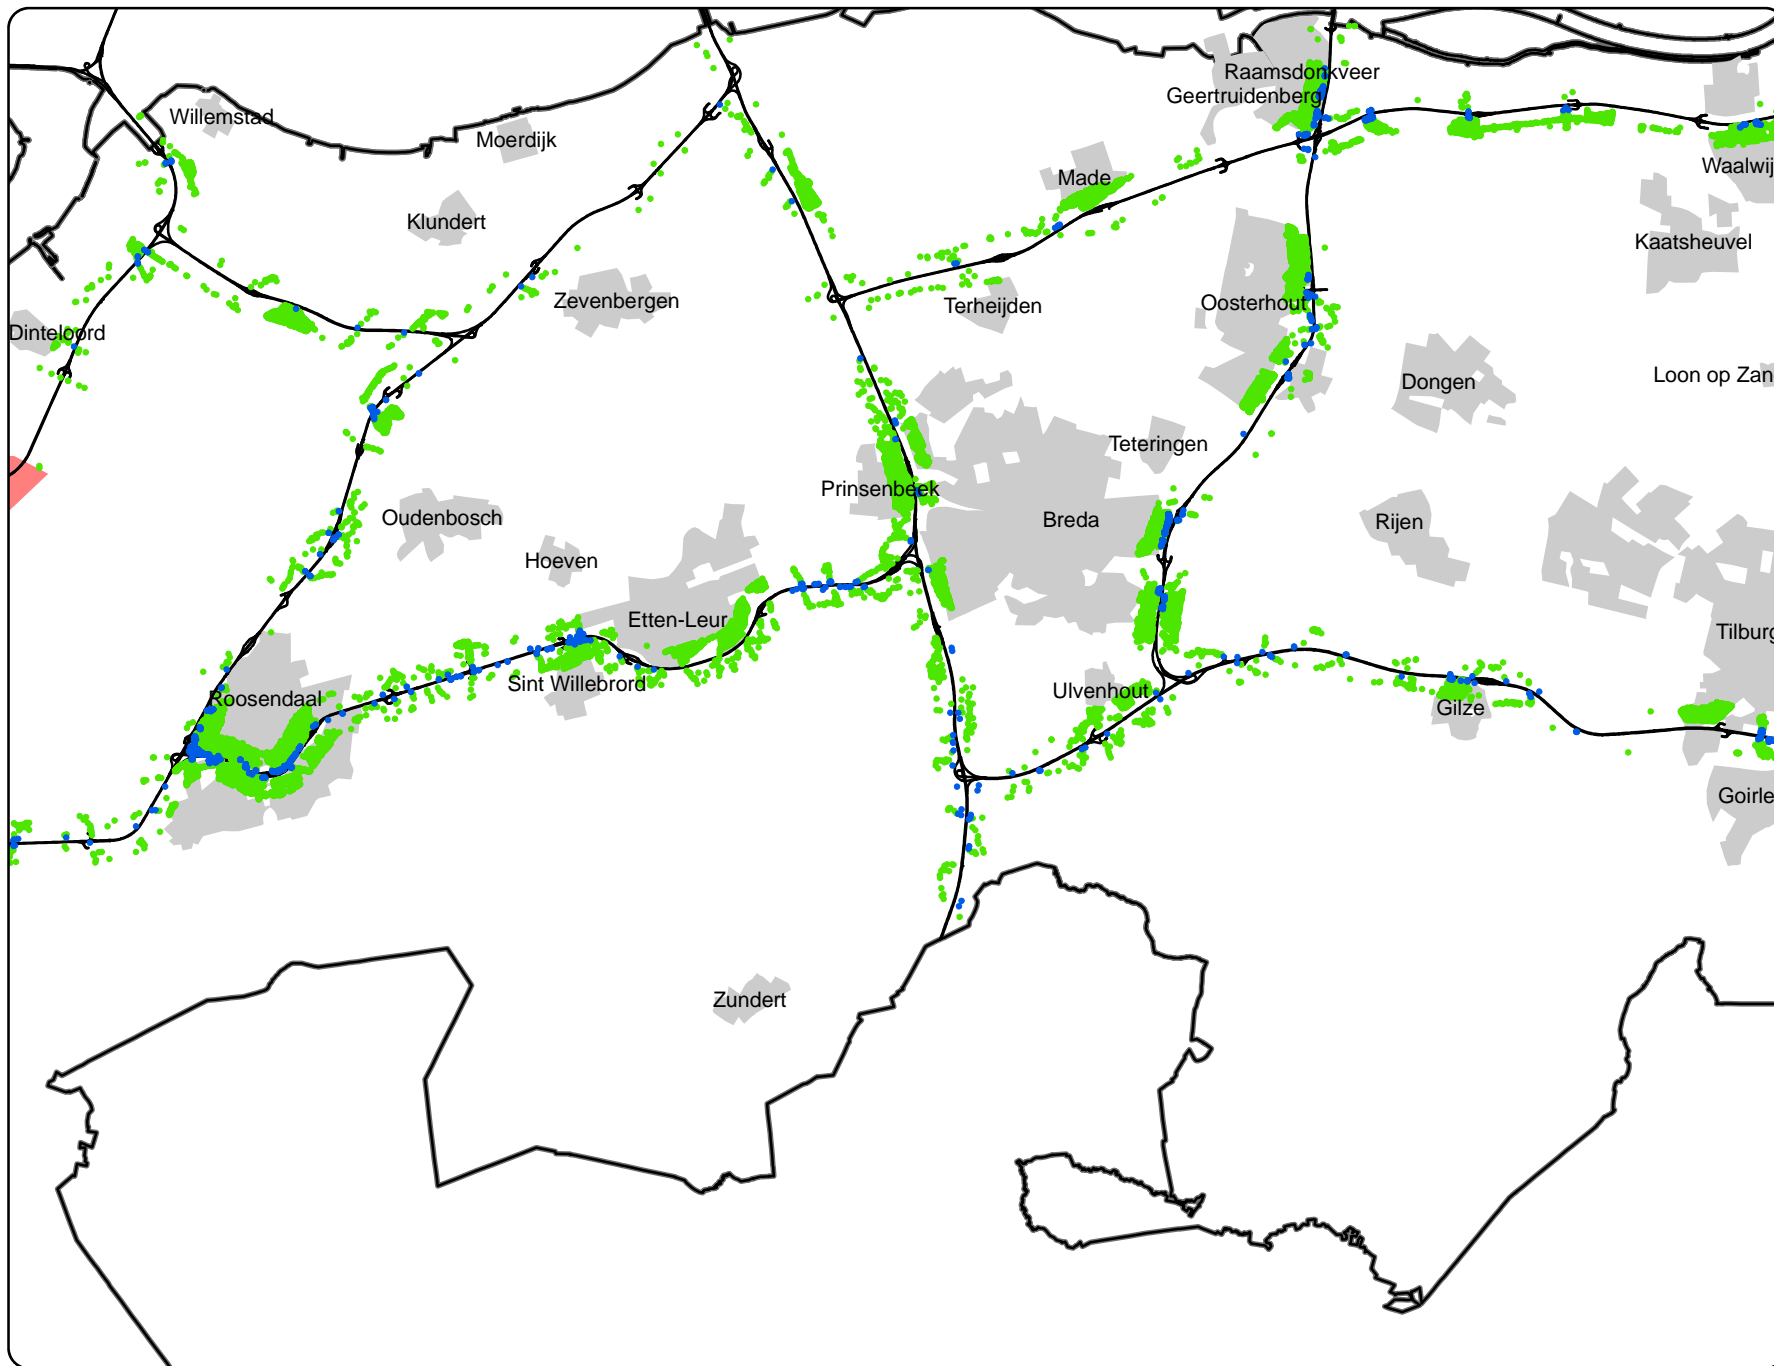 Raamsdonkveer
Geertruidenberg
Willemstad
Moerdijk
Waalwij
Made
Klundert
Kaatsheuvel
Zevenbergen
Terheijden
Oosterhout
Dinteloord
Loon op Zan
Dongen
Teteringen
Prinsenbeek
Oudenbosch
Breda
Rijen
Hoeven
Etten-Leur
Tilburg
Sint Willebrord
Ulvenhout
Roosendaal
Gilze
Goirle
Zundert